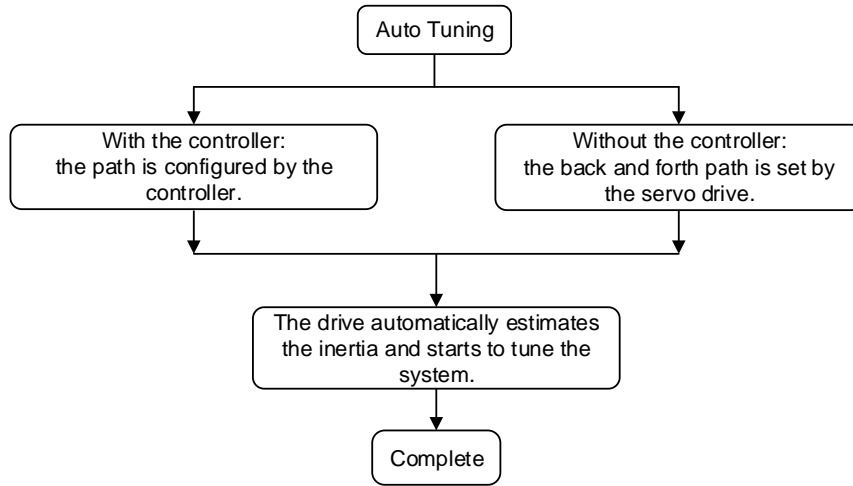 Auto Tuning
With the controller:
the path is configured by the
controller.
Without the controller:
the back and forth path is set by
the servo drive.
The drive automatically estimates
the inertia and starts to tune the
system.
Complete